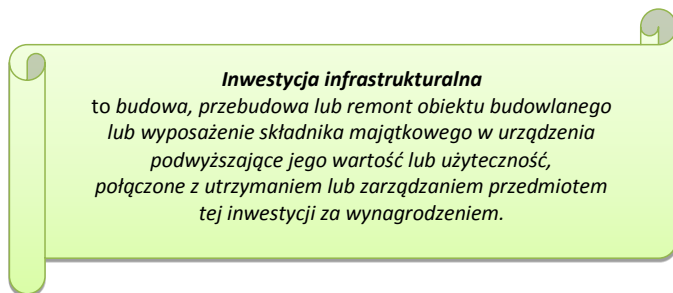 Inwestycja infrastrukturalna
to budowa, przebudowa lub remont obiektu budowlanego
lub wyposażenie składnika majątkowego w urządzenia
podwyższające jego wartość lub użyteczność,
połączone z utrzymaniem lub zarządzaniem przedmiotem
tej inwestycji za wynagrodzeniem.